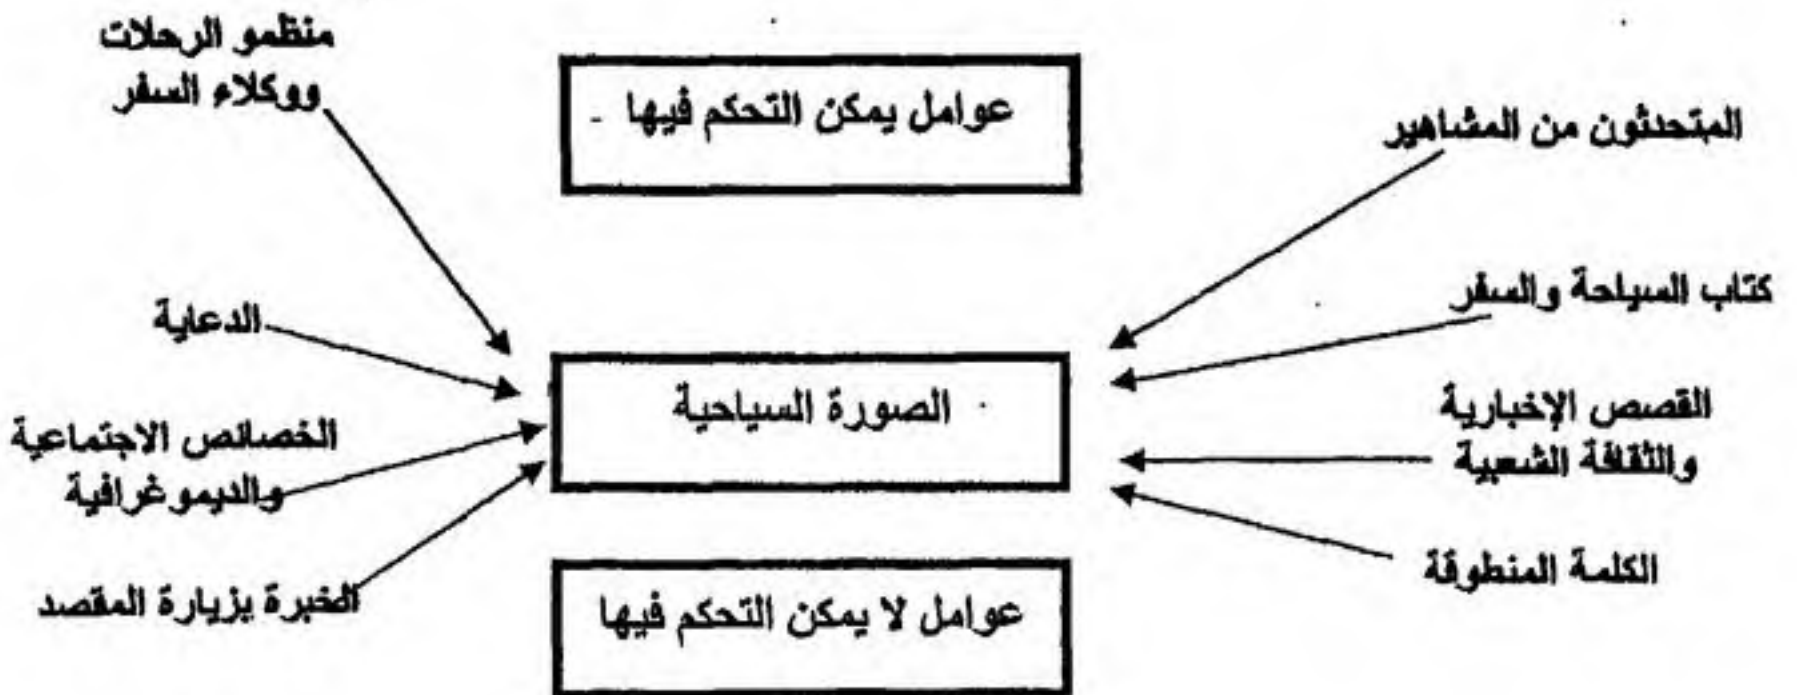 منظمو الرحلات
ووكلاء السفر
عوامل يمكن التحكم فيها
المتحدثون من المشاهير
كتاب السياحة والسفر
الدعاية
الصورة السياحية
القصص الإخبارية
والثقافة الشعبية
الخصائص الاجتماعية
والديموغرافية
الكلمة المنطوقة
الخبرة بزيارة المقصد
عوامل لا يمكن التحكم فيها